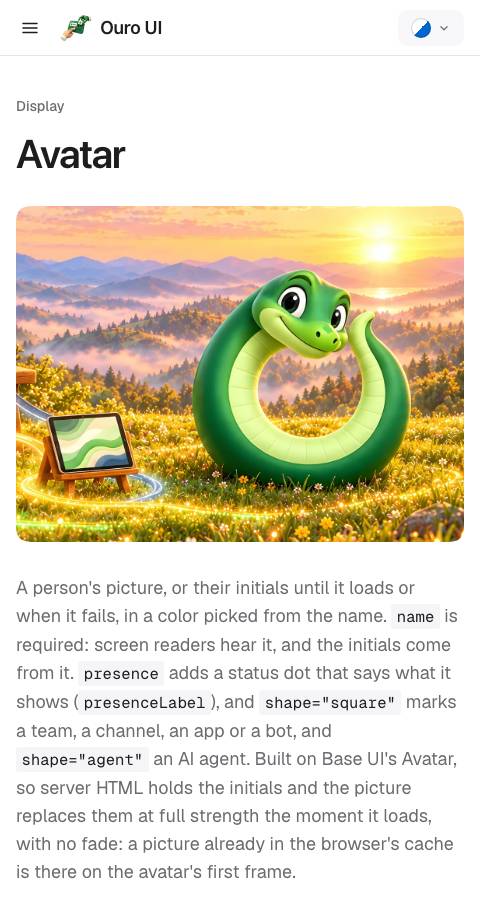 Ouro UI
Display
Avatar
A person's picture, or their initials until it loads or
when it fails, in a color picked from the name. name is
required: screen readers hear it, and the initials come
from it. presence adds a status dot that says what it
shows (presenceLabel), and shape="square" marks
a team, a channel, an app or a bot, and
shape="agent" an AI agent. Built on Base UI's Avatar,
so server HTML holds the initials and the picture
replaces them at full strength the moment it loads,
with no fade: a picture already in the browser's cache
is there on the avatar's first frame.